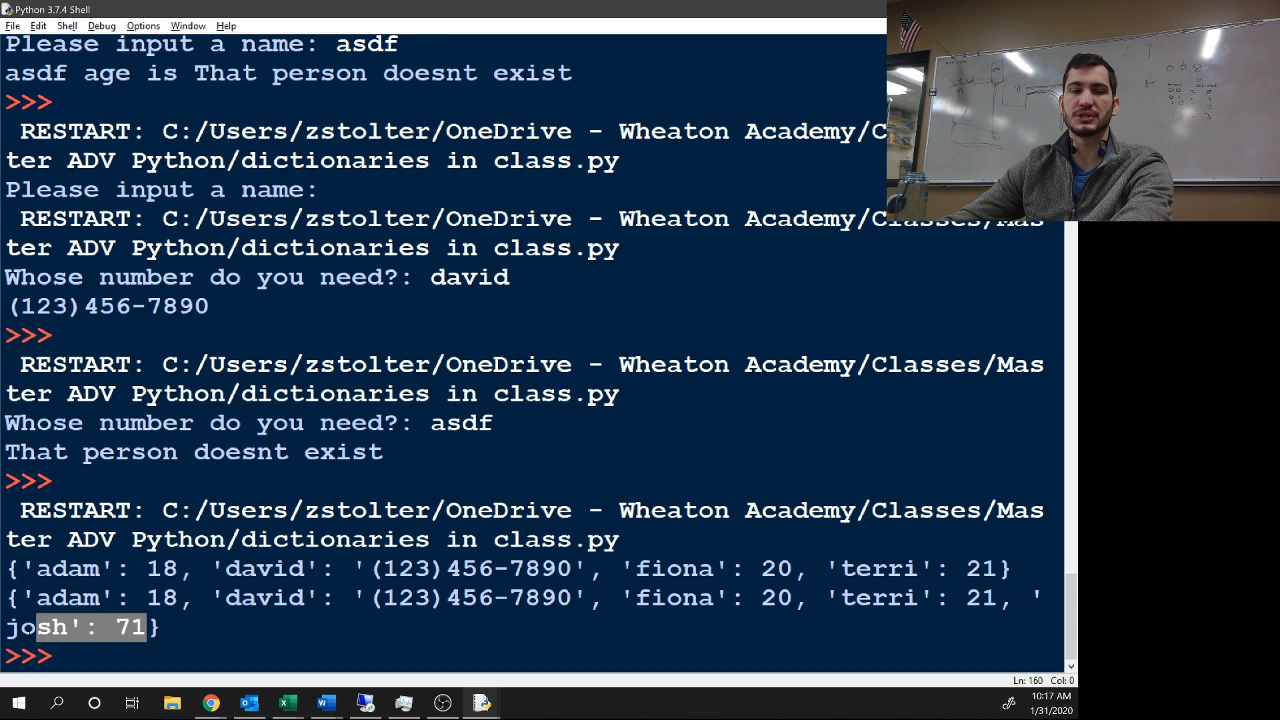 Python 3.7.4 Shell
File Edit Shell Debug Options Window Help
Please input a name: asdf
asdf age is That person doesnt exist
>>>
RESTART: C:/Users/zstolter/OneDrive - Wheaton Academy/C
ter ADV Python/dictionaries in class.py
Please input a name:
RESTART: C:/Users/zstolter/OneDrive - Wheaton Academy/Classes/Mas
ter ADV Python/dictionaries in class.py
Whose number do you need?: david
(123)456-7890
>>>
RESTART: C:/Users/zstolter/OneDrive - Wheaton Academy/Classes/Mas
ter ADV Python/dictionaries in class.py
Whose number do you need?: asdf
That person doesnt exist
>>>
RESTART: C:/Users/zstolter/OneDrive - Wheaton Academy/Classes/Mas
ter ADV Python/dictionaries in class.py
{'adam': 18, 'david': '(123)456-7890', 'fiona': 20, 'terri': 21}
{'adam': 18, 'david': '(123)456-7890', 'fiona': 20, 'terri': 21, '
josh': 71}
>>>
Ln: 160 Col: 0
10:17 AM
1/31/2020